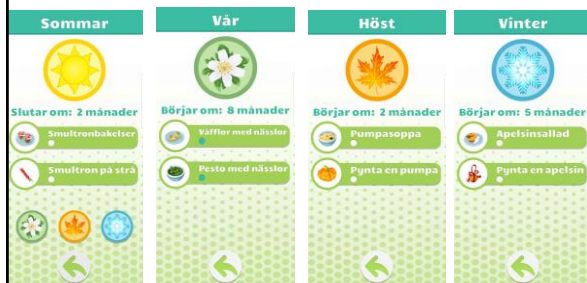 Sommar
Slutar om: 2 månader
Smultronbakelser
Smultron på strå
Vår
Börjar om: 8 månader
Våfflor med nässlor
Pesto med nässlor
Höst
Börjar om: 2 månader
Pumpasoppa
Pynta en pumpa
Vinter
Börjar om: 5 månader
Apelsinsallad
Pynta en apelsin